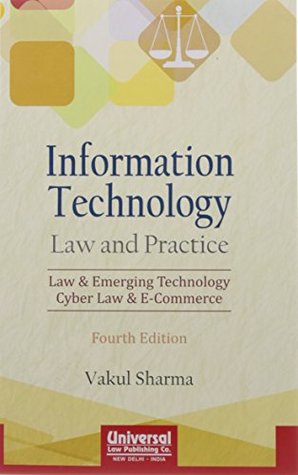 Information
Technology
Law and Practice
Law & Emerging Technology
Cyber Law & E-Commerce
Fourth Edition
Vakul Sharma
Universal
Law Publishing Co.
NEW DELHI - INDIA